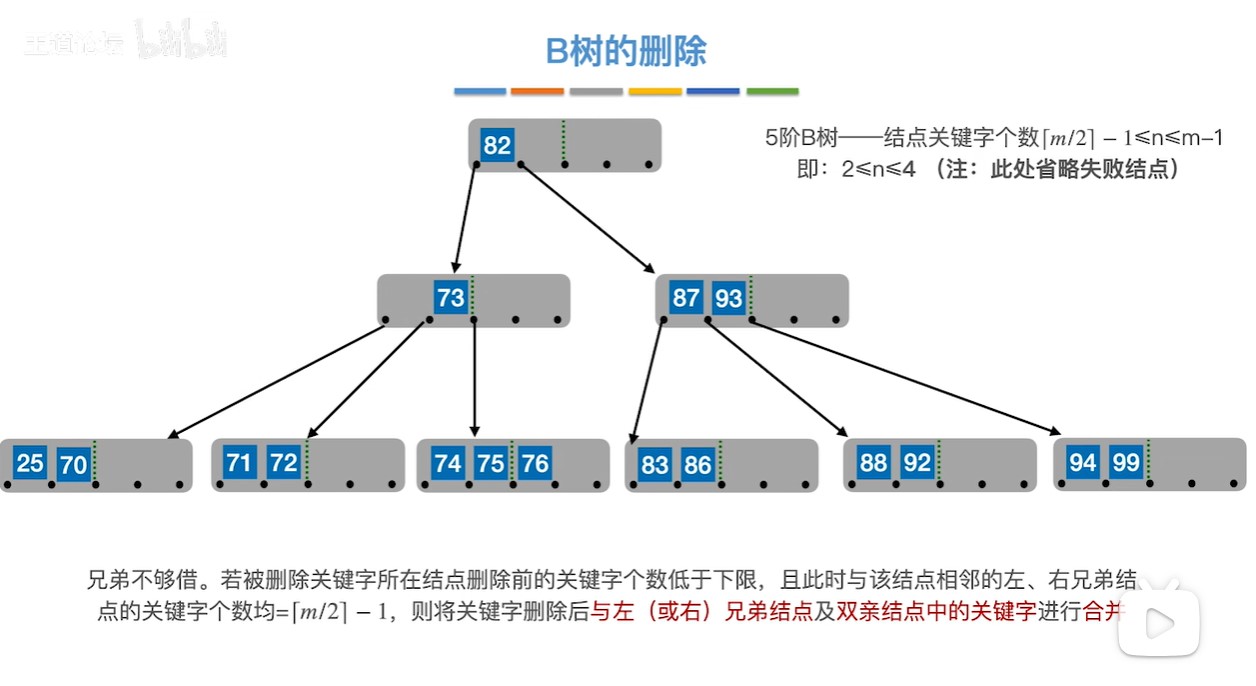 王道论坛 bilibili
B树的删除
82
5阶B树——结点关键字个数⌈m/2⌉ − 1≤n≤m–1
即：2≤n≤4 （注：此处省略失败结点）
73
87 93
25 70
71 72
74 75 76
83 86
88 92
94 99
兄弟不够借。若被删除关键字所在结点删除前的关键字个数低于下限，且此时与该结点相邻的左、右兄弟结
点的关键字个数均=⌈m/2⌉ − 1，则将关键字删除后与左（或右）兄弟结点及双亲结点中的关键字进行合并